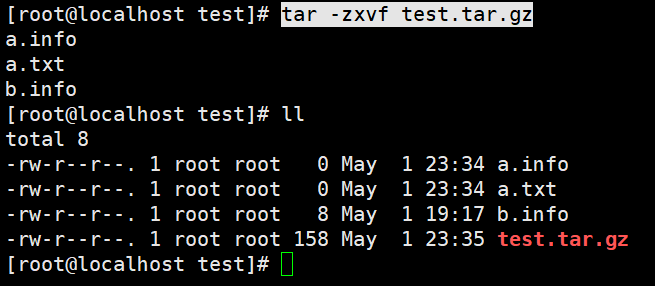 [root@localhost test]# tar -zxvf test.tar.gz
a.info
a.txt
b.info
[root@localhost test]# ll
total 8
-rw-r--r--. 1 root root   0 May  1 23:34 a.info
-rw-r--r--. 1 root root   0 May  1 23:34 a.txt
-rw-r--r--. 1 root root   8 May  1 19:17 b.info
-rw-r--r--. 1 root root 158 May  1 23:35 test.tar.gz
[root@localhost test]#